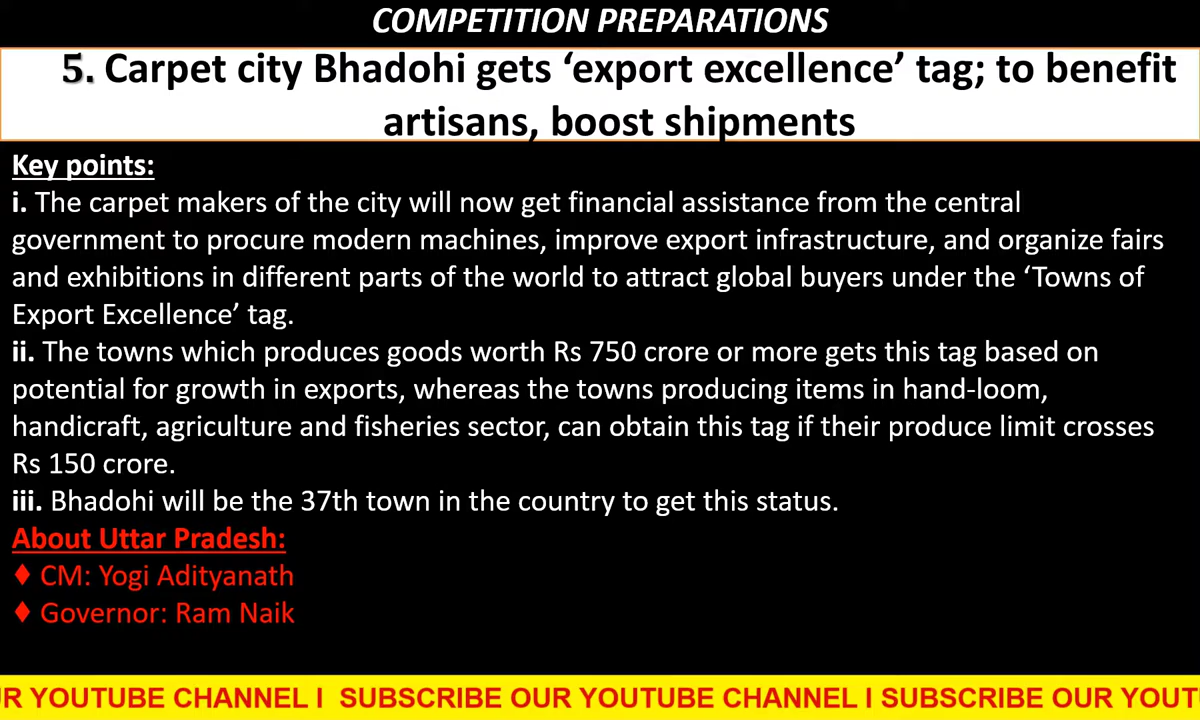 COMPETITION PREPARATIONS
5. Carpet city Bhadohi gets ‘export excellence’ tag; to benefit
artisans, boost shipments
Key points:
i. The carpet makers of the city will now get financial assistance from the central
government to procure modern machines, improve export infrastructure, and organize fairs
and exhibitions in different parts of the world to attract global buyers under the ‘Towns of
Export Excellence’ tag.
ii. The towns which produces goods worth Rs 750 crore or more gets this tag based on
potential for growth in exports, whereas the towns producing items in hand-loom,
handicraft, agriculture and fisheries sector, can obtain this tag if their produce limit crosses
Rs 150 crore.
iii. Bhadohi will be the 37th town in the country to get this status.
About Uttar Pradesh:
♦ CM: Yogi Adityanath
♦ Governor: Ram Naik
UR YOUTUBE CHANNEL I SUBSCRIBE OUR YOUTUBE CHANNEL I SUBSCRIBE OUR YOUT